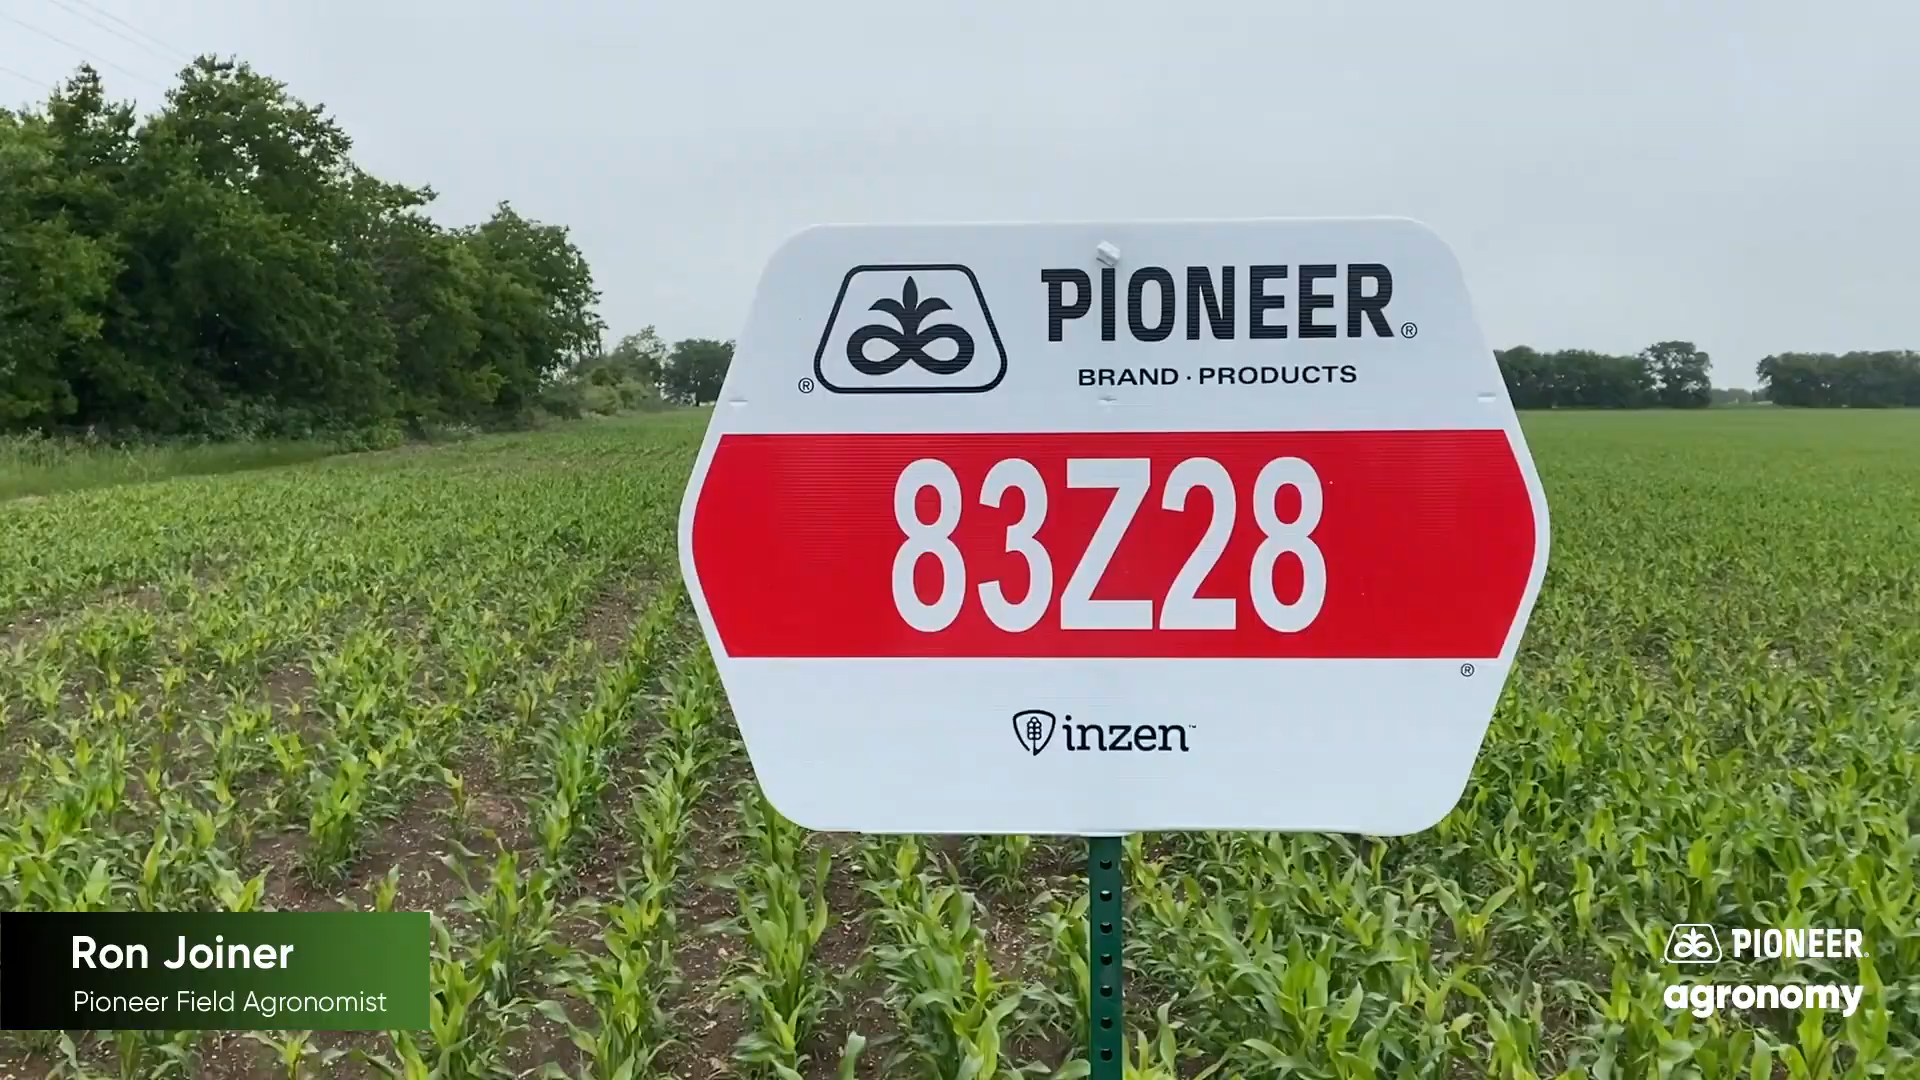 PIONEER®
®
BRAND · PRODUCTS
83Z28
®
inzen™
Ron Joiner
Pioneer Field Agronomist
PIONEER®
agronomy